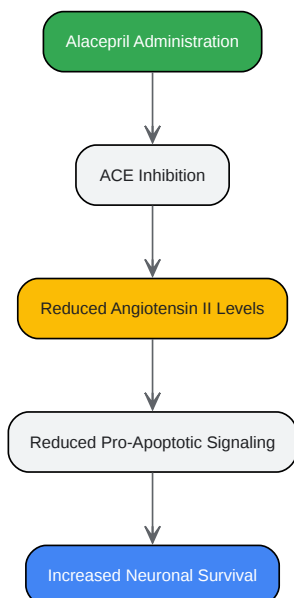 Alacepril Administration
ACE Inhibition
Reduced Angiotensin II Levels
Reduced Pro-Apoptotic Signaling
Increased Neuronal Survival